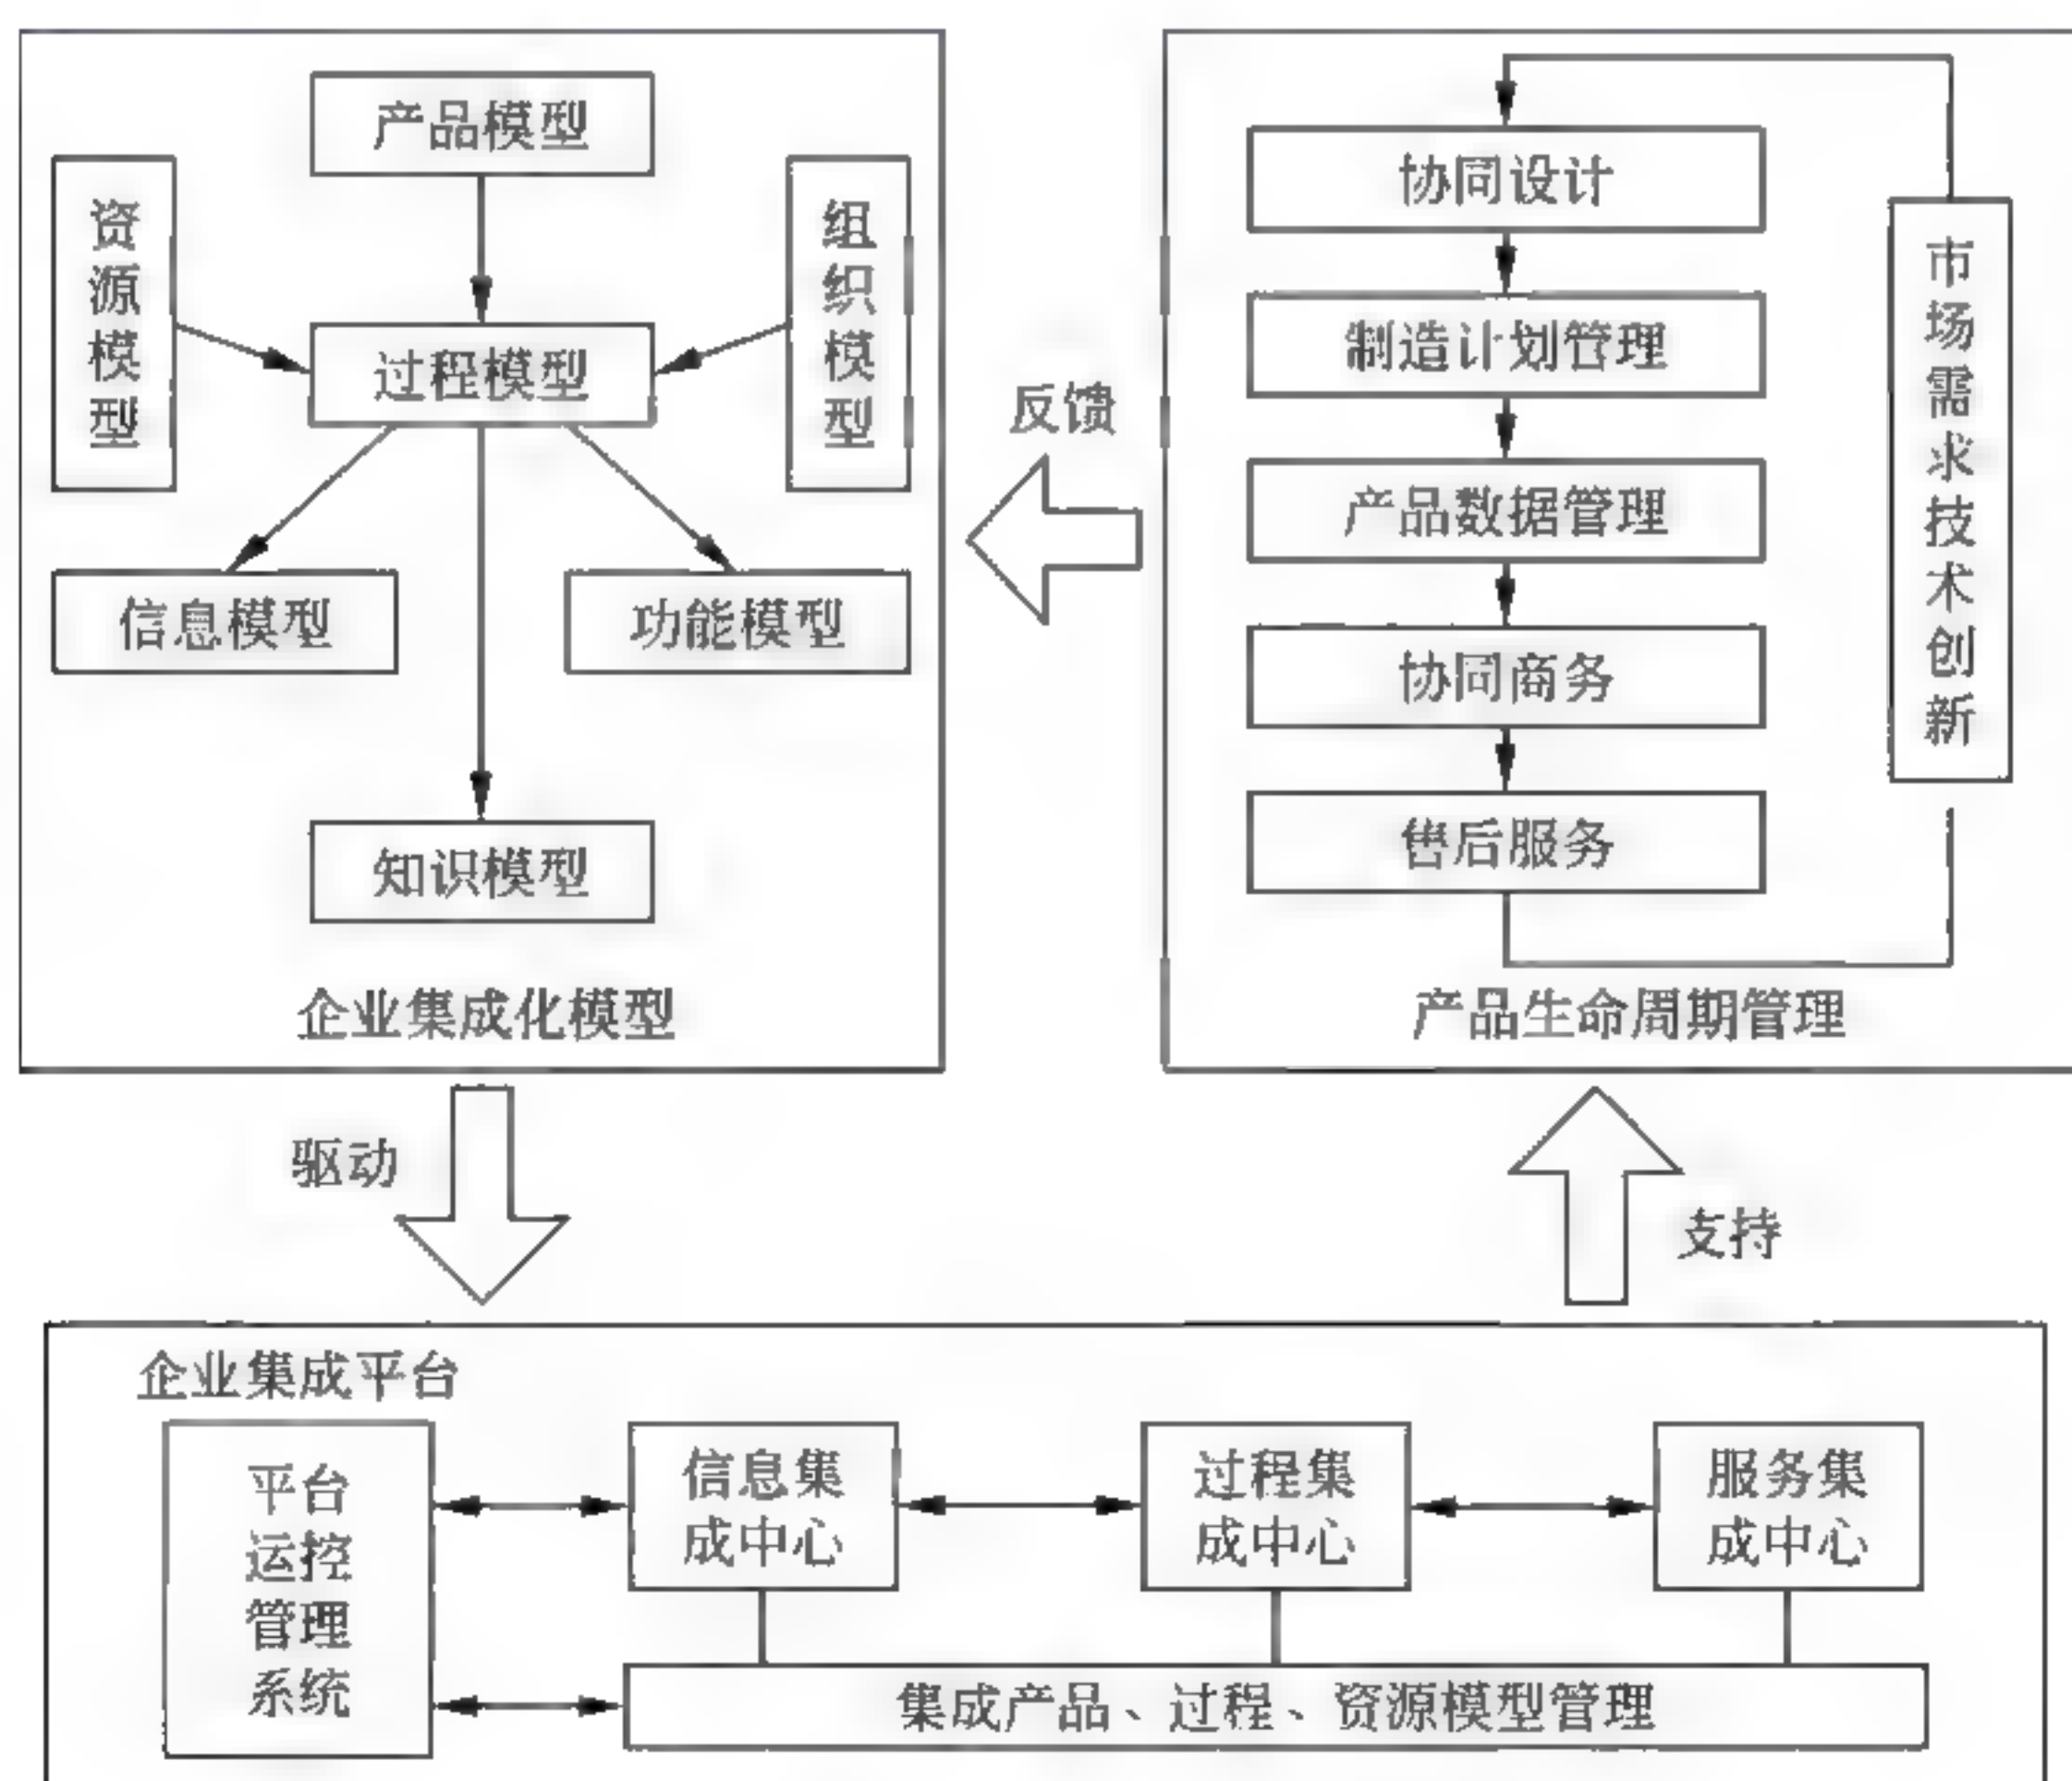 产品模型
资源模型
组织模型
过程模型
信息模型
功能模型
知识模型
企业集成化模型
反馈
协同设计
制造计划管理
产品数据管理
协同商务
售后服务
市场需求技术创新
产品生命周期管理
驱动
支持
企业集成平台
平台
运控
管理
系统
信息集
成中心
过程集
成中心
服务集
成中心
集成产品、过程、资源模型管理